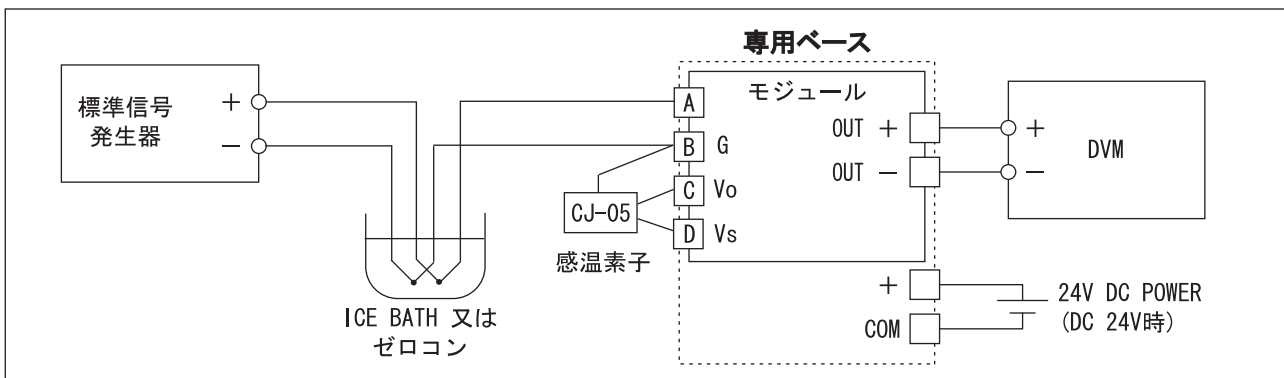 専用ベース
標準信号
発生器
+
−
モジュール
A
B G
C Vo
D Vs
CJ-05
感温素子
OUT +
OUT −
+
−
DVM
ICE BATH 又は
ゼロコン
+
COM
24V DC POWER
(DC 24V時)